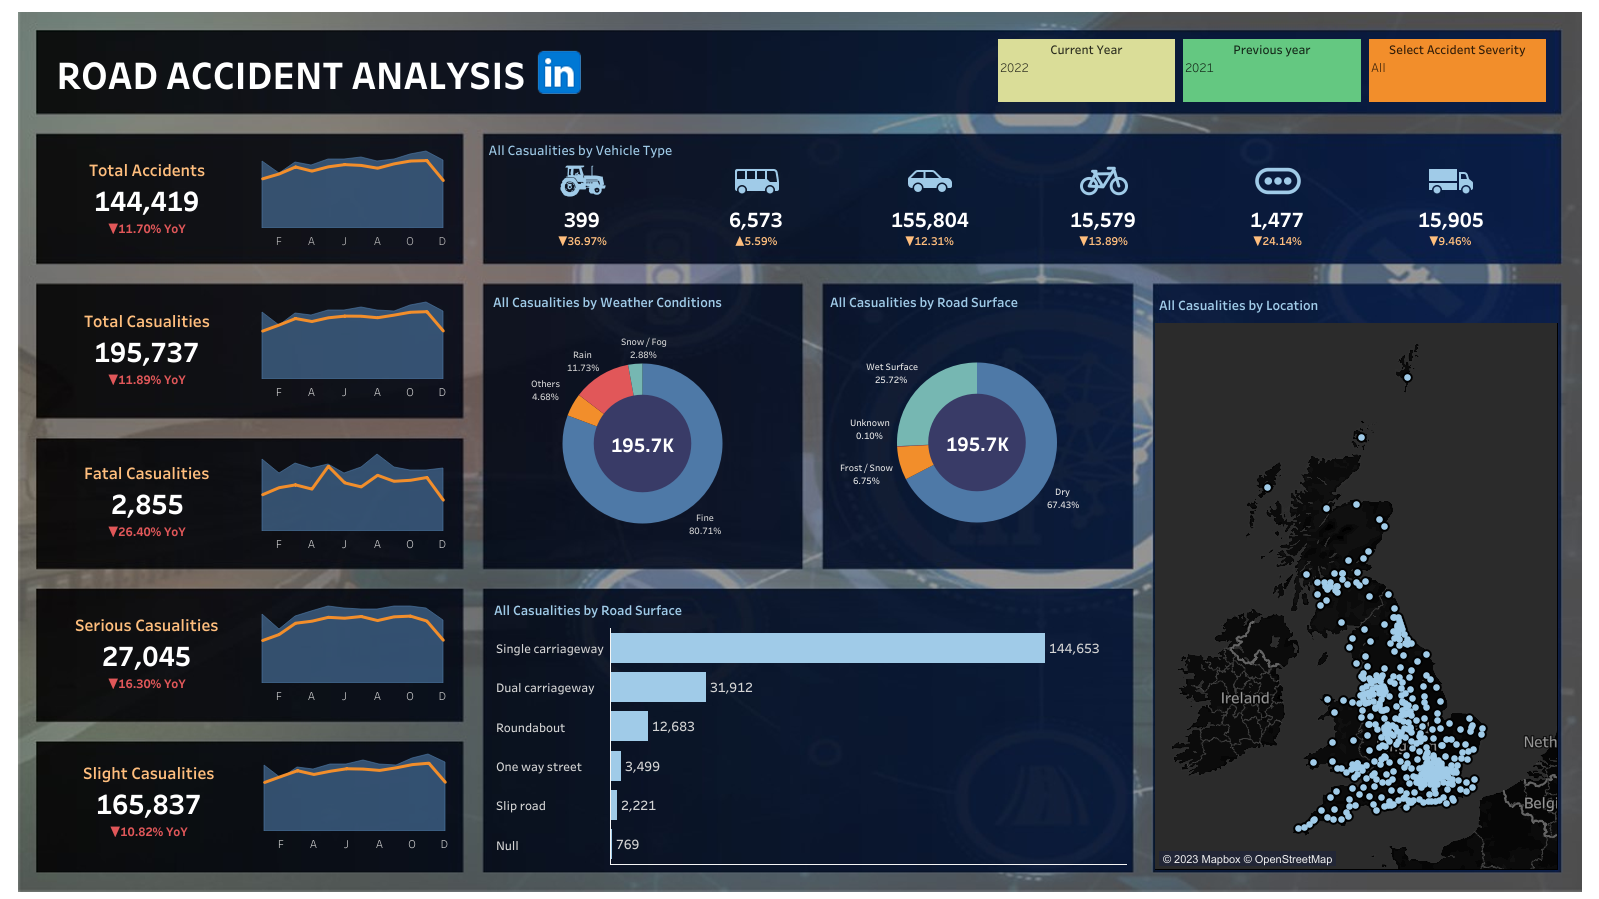 ROAD ACCIDENT ANALYSIS in
Current Year
2022
Previous year
2021
Select Accident Severity
All
Total Accidents
144,419
▼11.70% YoY
F A J A O D
All Casualities by Vehicle Type
399
▼36.97%
6,573
▲5.59%
155,804
▼12.31%
15,579
▼13.89%
1,477
▼24.14%
15,905
▼9.46%
Total Casualities
195,737
▼11.89% YoY
F A J A O D
All Casualities by Weather Conditions
Snow / Fog
2.88%
Rain
11.73%
Others
4.68%
195.7K
Fine
80.71%
All Casualities by Road Surface
Wet Surface
25.72%
Unknown
0.10%
Frost / Snow
6.75%
195.7K
Dry
67.43%
All Casualities by Location
Ireland
Neth
Belgi
© 2023 Mapbox © OpenStreetMap
Fatal Casualities
2,855
▼26.40% YoY
F A J A O D
Serious Casualities
27,045
▼16.30% YoY
F A J A O D
All Casualities by Road Surface
Single carriageway 144,653
Dual carriageway 31,912
Roundabout 12,683
One way street 3,499
Slip road 2,221
Null 769
Slight Casualities
165,837
▼10.82% YoY
F A J A O D